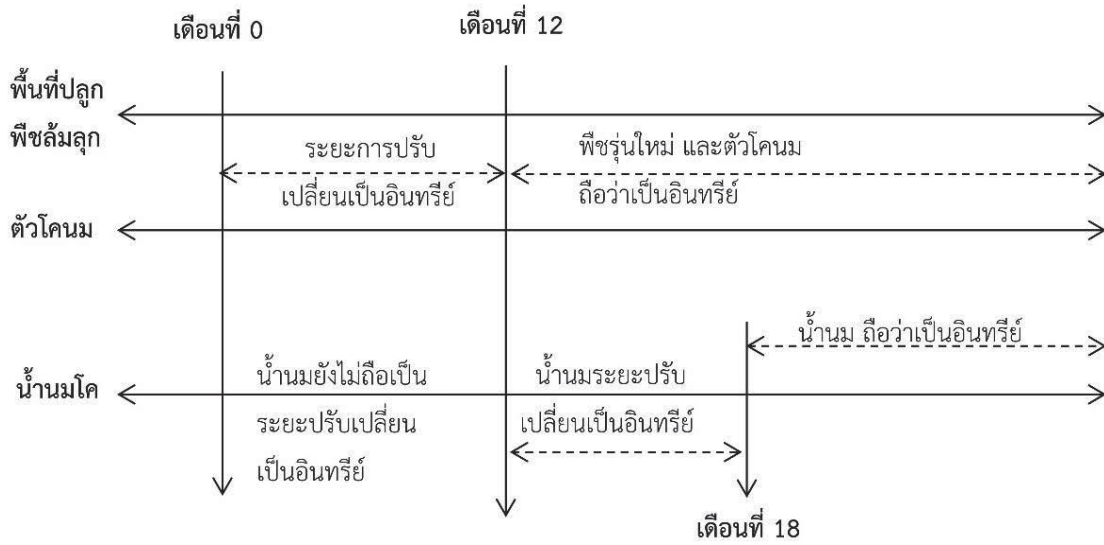 เดือนที่ 0
เดือนที่ 12
พื้นที่ปลูก
พืชล้มลุก
ระยะการปรับ
เปลี่ยนเป็นอินทรีย์
พืชรุ่นใหม่ และตัวโคนม
ถือว่าเป็นอินทรีย์
ตัวโคนม
น้ำนม ถือว่าเป็นอินทรีย์
น้ำนมโค
น้ำนมยังไม่ถือเป็น
ระยะปรับเปลี่ยน
เป็นอินทรีย์
น้ำนมระยะปรับ
เปลี่ยนเป็นอินทรีย์
เดือนที่ 18